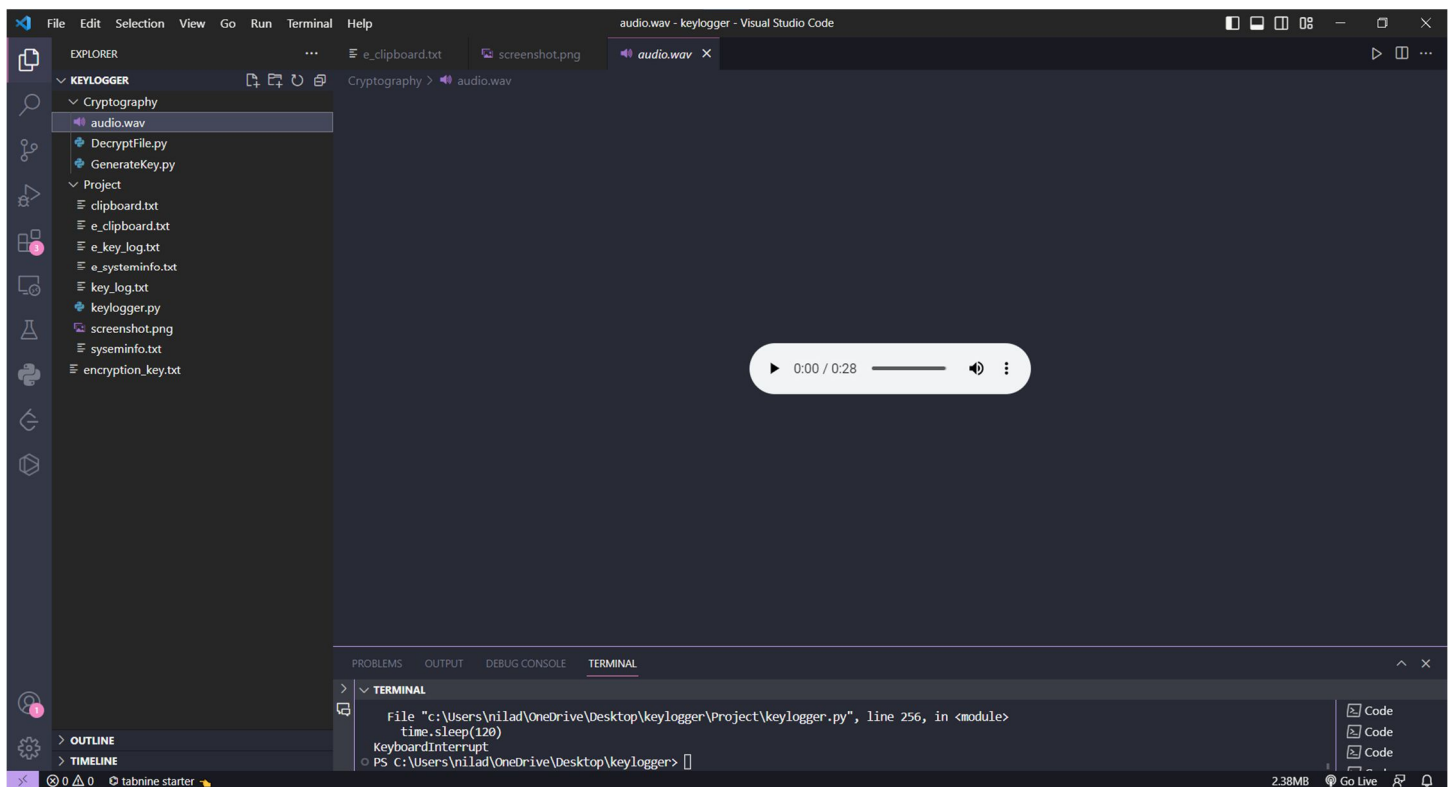 File Edit Selection View Go Run Terminal Help
audio.wav - keylogger - Visual Studio Code
EXPLORER
e_clipboard.txt
screenshot.png
audio.wav
KEYLOGGER
Cryptography > audio.wav
Cryptography
audio.wav
DecryptFile.py
GenerateKey.py
Project
clipboard.txt
e_clipboard.txt
e_key_log.txt
e_systeminfo.txt
key_log.txt
keylogger.py
screenshot.png
syseminfo.txt
encryption_key.txt
3
0:00 / 0:28
PROBLEMS OUTPUT DEBUG CONSOLE TERMINAL
TERMINAL
File "c:\Users\nilad\OneDrive\Desktop\keylogger\Project\keylogger.py", line 256, in <module>
time.sleep(120)
KeyboardInterrupt
PS C:\Users\nilad\OneDrive\Desktop\keylogger>
Code
Code
Code
1
OUTLINE
TIMELINE
0 0 tabnine starter
2.38MB Go Live